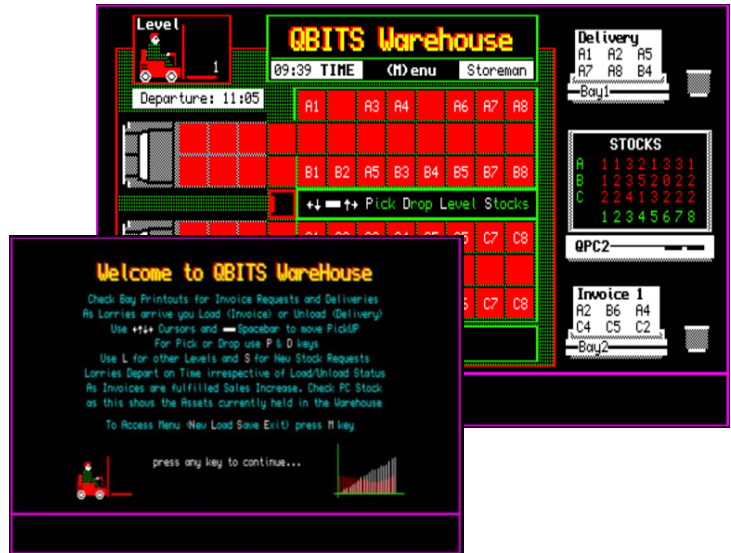 Level
1
QBITS Warehouse
09:39 TIME (M)enu Storeman
Departure: 11:05
A1 A3 A4 A6 A7 A8
B1 B2 A5 B3 B4 B5 B7 B8
↔↕ Pick Drop Level Stocks
C7 C8
C7 C8
Delivery
A1 A2 A5
A7 A8 B4
Bay1
STOCKS
A 1 1 3 2 1 3 3 1
B 1 2 3 5 2 0 2 2
C 2 2 4 1 3 2 2 2
1 2 3 4 5 6 7 8
QPC2
Invoice 1
A2 B6 A4
C4 C5 C2
Bay2
Welcome to QBITS WareHouse
Check Bay Printouts for Invoice Requests and Deliveries
As Lorries arrive you Load (Invoice) or Unload (Delivery)
Use ←↑↓→ Cursors and Spacebar to move PickUP
For Pick or Drop use P & D keys
Use L for other Levels and S for New Stock Requests
Lorries Depart on Time irrespective of Load/Unload Status
As Invoices are fulfilled Sales Increase. Check PC Stock
as this shows the Assets currently held in the Warehouse
To Access Menu (New Load Save Exit) press M key
press any key to continue...